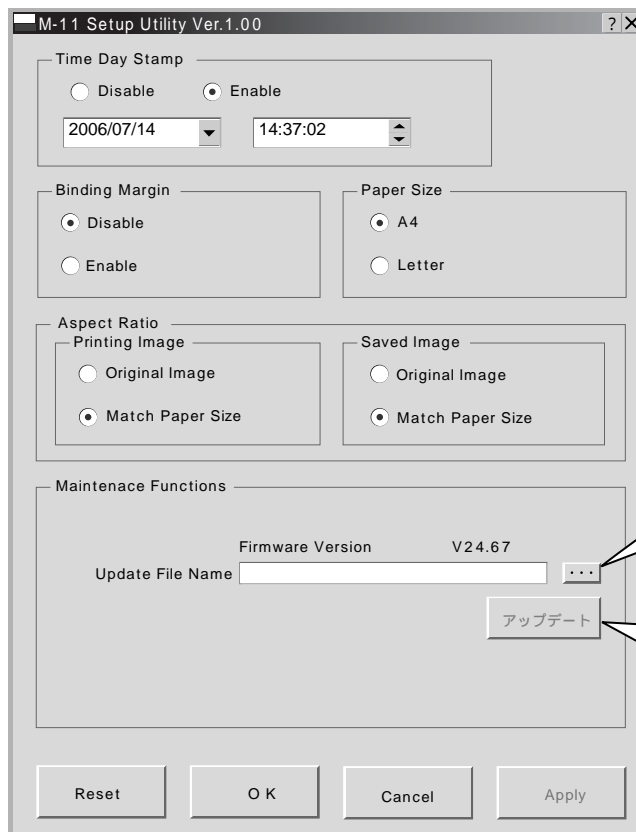 M-11 Setup Utility Ver.1.00 ? X
Time Day Stamp
Disable Enable
2006/07/14 14:37:02
Binding Margin
Disable
Enable
Paper Size
A4
Letter
Aspect Ratio
Printing Image
Original Image
Match Paper Size
Saved Image
Original Image
Match Paper Size
Maintenace Functions
Firmware Version V24.67
Update File Name ...
アップデート
Reset OK Cancel Apply